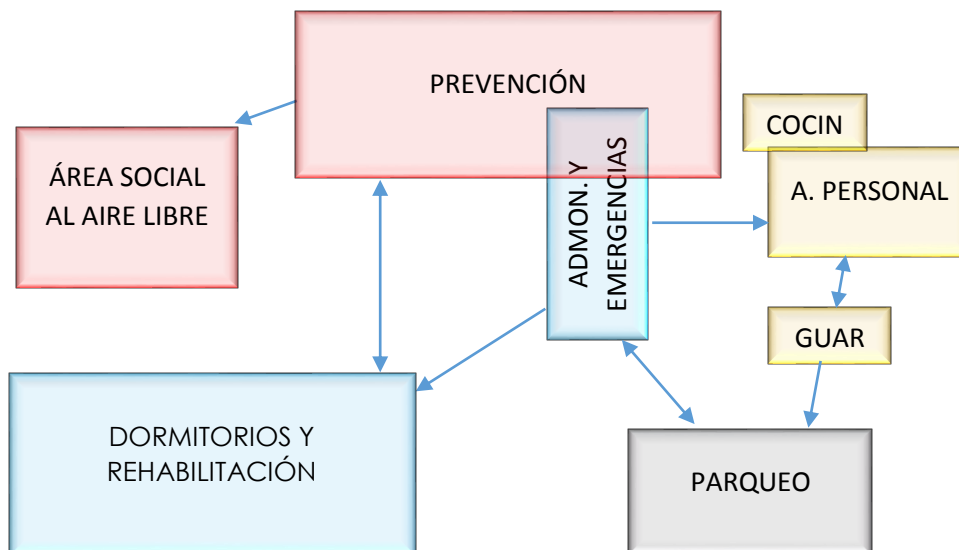 PREVENCIÓN
COCIN
ÁREA SOCIAL
AL AIRE LIBRE
ADMON. Y
EMERGENCIAS
A. PERSONAL
GUAR
DORMITORIOS Y
REHABILITACIÓN
PARQUEO